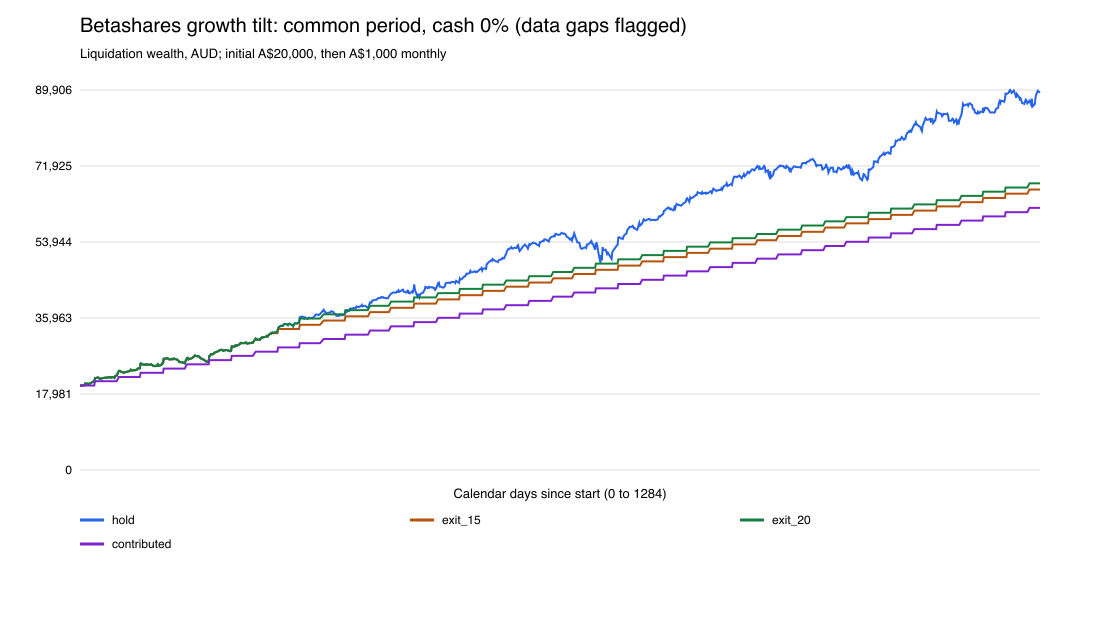 Betashares growth tilt: common period, cash 0% (data gaps flagged)
Liquidation wealth, AUD; initial A$20,000, then A$1,000 monthly
89,906
71,925
53,944
35,963
17,981
0
Calendar days since start (0 to 1284)
hold
exit_15
exit_20
contributed